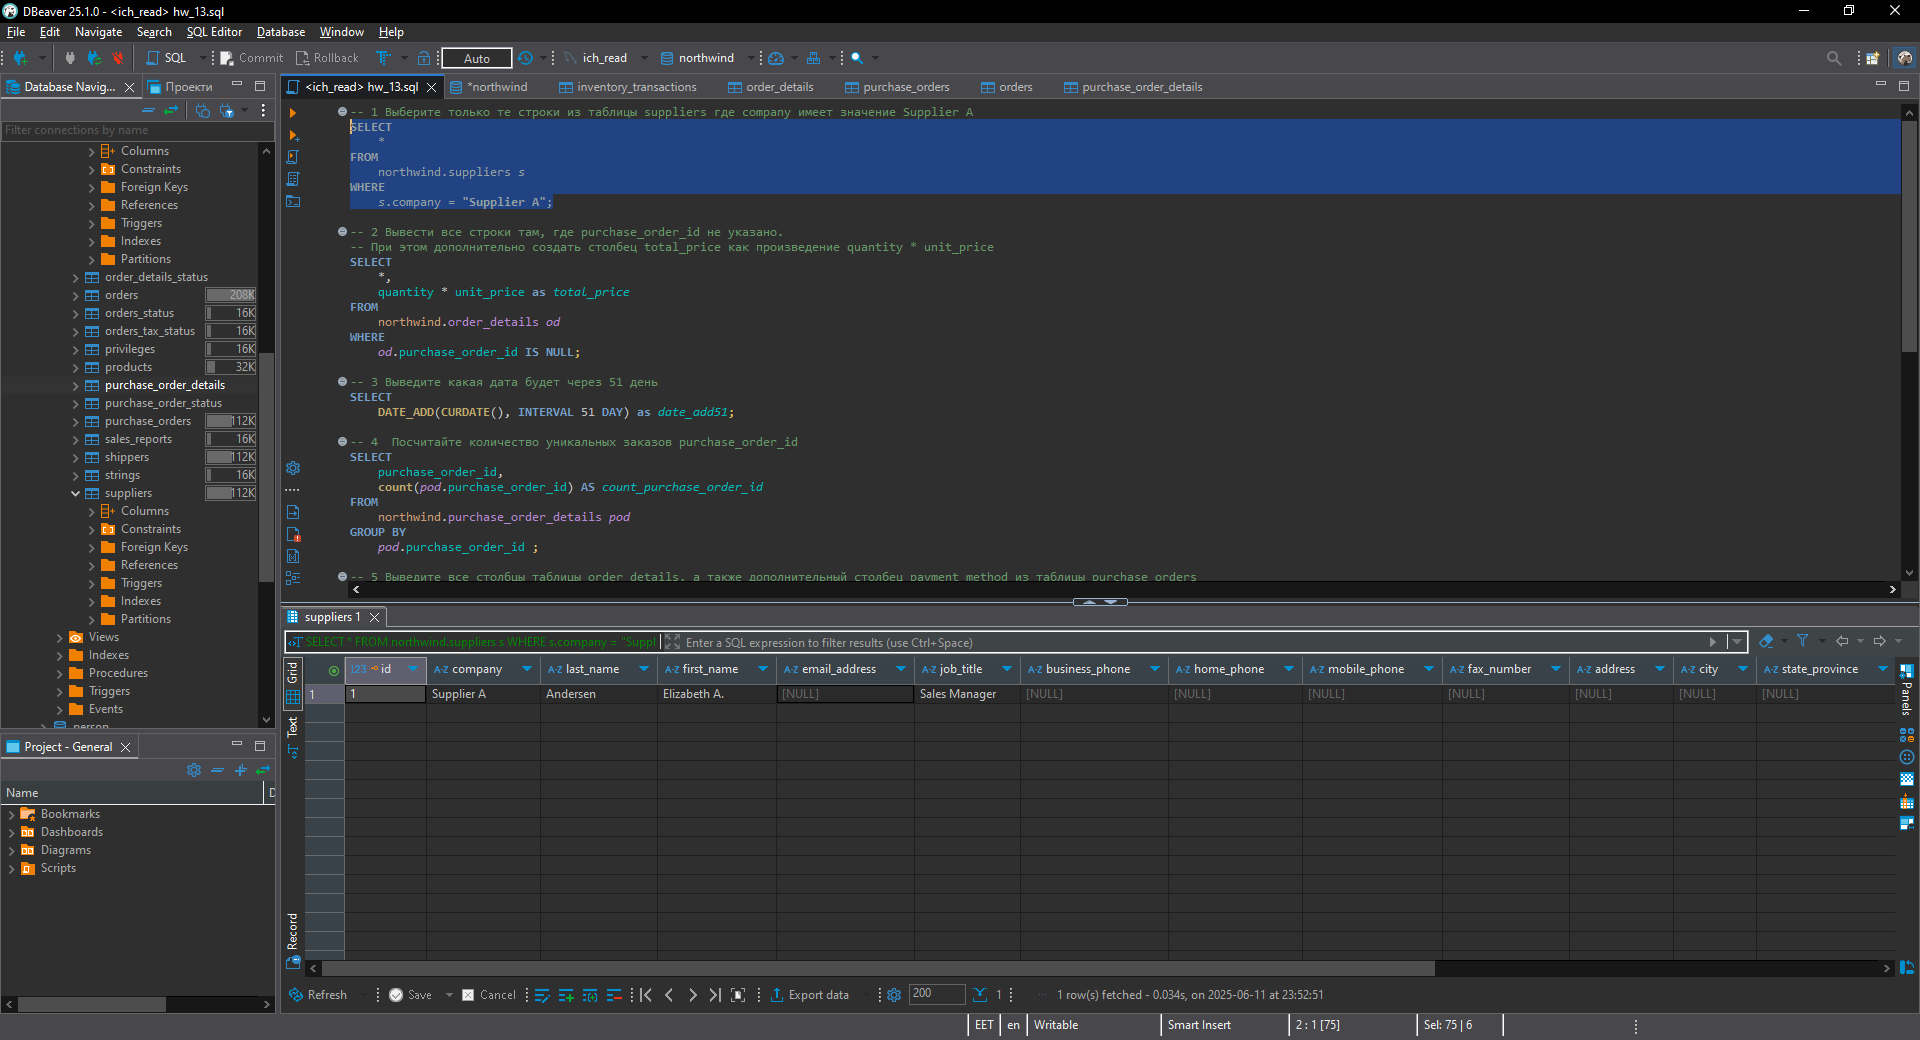 DBeaver 25.1.0 - <ich_read> hw_13.sql
File Edit Navigate Search SQL Editor Database Window Help
SQL Commit Rollback Auto ich_read northwind
Database Navig... Проекти
<ich_read> hw_13.sql *northwind inventory_transactions order_details purchase_orders orders purchase_order_details
Filter connections by name
Columns
Constraints
Foreign Keys
References
Triggers
Indexes
Partitions
order_details_status
orders 208K
orders_status 16K
orders_tax_status 16K
privileges 16K
products 32K
purchase_order_details
purchase_order_status
purchase_orders 112K
sales_reports 16K
shippers 112K
strings 16K
suppliers 112K
Columns
Constraints
Foreign Keys
References
Triggers
Indexes
Partitions
Views
Indexes
Procedures
Triggers
Events
person
Project - General
Name D
Bookmarks
Dashboards
Diagrams
Scripts
-- 1 Выберите только те строки из таблицы suppliers где company имеет значение Supplier A
SELECT
*
FROM
northwind.suppliers s
WHERE
s.company = "Supplier A";
-- 2 Вывести все строки там, где purchase_order_id не указано.
-- При этом дополнительно создать столбец total_price как произведение quantity * unit_price
SELECT
*,
quantity * unit_price as total_price
FROM
northwind.order_details od
WHERE
od.purchase_order_id IS NULL;
-- 3 Выведите какая дата будет через 51 день
SELECT
DATE_ADD(CURDATE(), INTERVAL 51 DAY) as date_add51;
-- 4  Посчитайте количество уникальных заказов purchase_order_id
SELECT
purchase_order_id,
count(pod.purchase_order_id) AS count_purchase_order_id
FROM
northwind.purchase_order_details pod
GROUP BY
pod.purchase_order_id ;
-- 5 Выведите все столбцы таблицы order_details, а также дополнительный столбец payment_method из таблицы purchase_orders
suppliers 1
SELECT * FROM northwind.suppliers s WHERE s.company = "Suppl Enter a SQL expression to filter results (use Ctrl+Space)
Grid
Text
Record
Panels
123 id A-Z company A-Z last_name A-Z first_name A-Z email_address A-Z job_title A-Z business_phone A-Z home_phone A-Z mobile_phone A-Z fax_number A-Z address A-Z city A-Z state_province
1 1 Supplier A Andersen Elizabeth A. [NULL] Sales Manager [NULL] [NULL] [NULL] [NULL] [NULL] [NULL] [NULL]
Refresh Save Cancel Export data 200 1 1 row(s) fetched - 0.034s, on 2025-06-11 at 23:52:51
EET en Writable Smart Insert 2 : 1 [75] Sel: 75 | 6